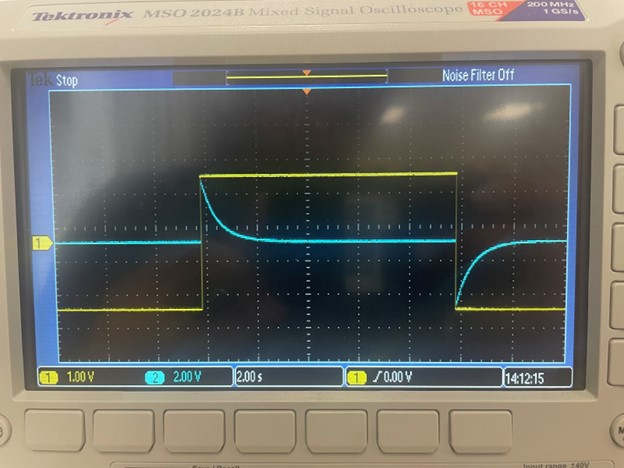 Tektronix MSO 2024B Mixed Signal Oscilloscope 16 CH MSO 200 MHz 1 GS/s
Tek Stop Noise Filter Off
1
1 1.00 V 2 2.00 V 2.00 s 1 ƒ 0.00 V 14:12:15